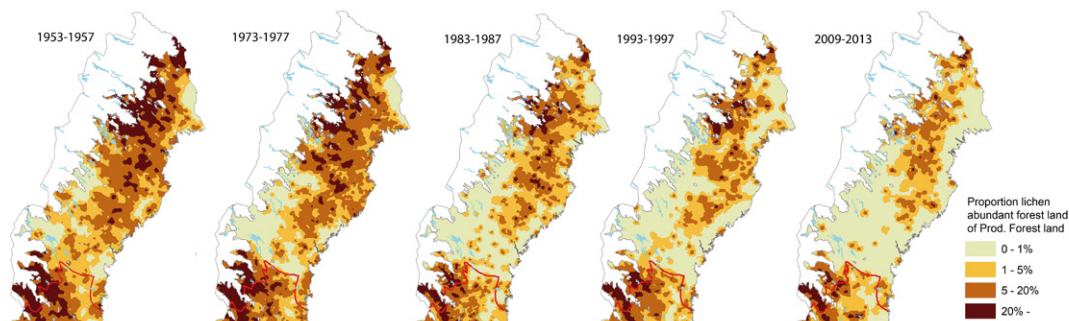 1953-1957
1973-1977
1983-1987
1993-1997
2009-2013
Proportion lichen
abundant forest land
of Prod. Forest land
0 - 1%
1 - 5%
5 - 20%
20% -